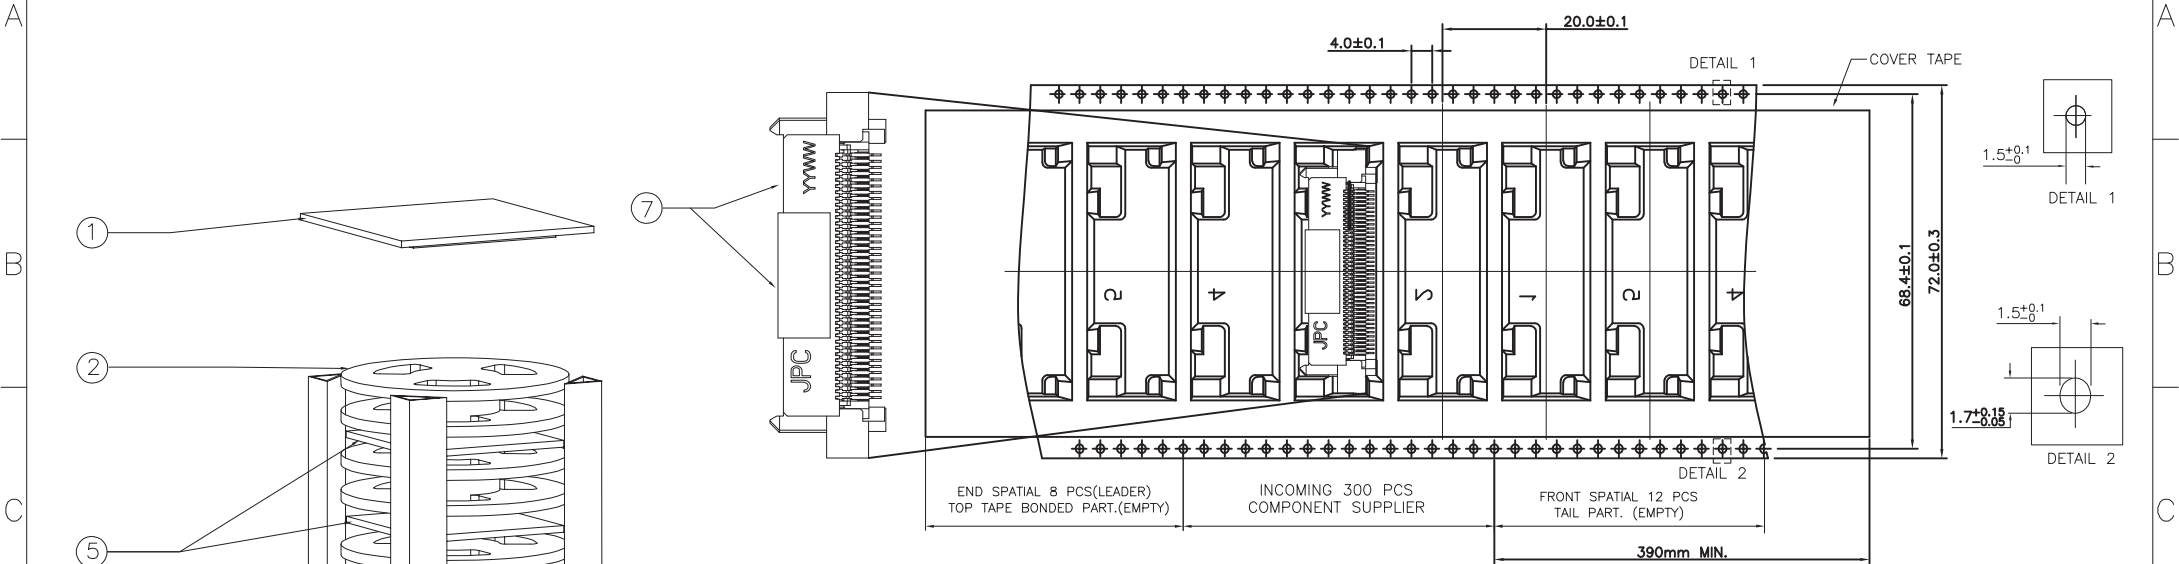 A
A
20.0±0.1
4.0±0.1
DETAIL 1
COVER TAPE
1.5+0.1 -0
DETAIL 1
YYWW
YYWW
7
1
B
B
68.4±0.1
72.0±0.3
5
4
2
1
5
4
1.5+0.1 -0
JPC
JPC
2
1.7+0.15 -0.05
DETAIL 2
DETAIL 2
END SPATIAL 8 PCS(LEADER)
TOP TAPE BONDED PART.(EMPTY)
INCOMING 300 PCS
COMPONENT SUPPLIER
FRONT SPATIAL 12 PCS
TAIL PART. (EMPTY)
C
C
5
390mm MIN.